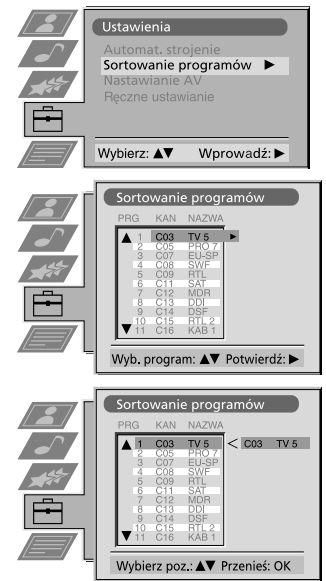 Ustawienia
Automat. strojenie
Sortowanie programów ▶
Nastawianie AV
Ręczne ustawianie
Wybierz: ▲▼ Wprowadź: ▶
Sortowanie programów
PRG KAN NAZWA
▲ 1 C03 TV 5 ▶
2 C05 PRO 7
3 C07 EU-SP
4 C08 SWF
5 C09 RTL
6 C11 SAT
7 C12 MDR
8 C13 DDI
9 C14 DSF
10 C15 RTL 2
▼ 11 C16 KAB 1
Wyb. program: ▲▼ Potwierdź: ▶
Sortowanie programów
PRG KAN NAZWA
▲ 1 C03 TV 5 < C03 TV 5
2 C05 PRO 7
3 C07 EU-SP
4 C08 SWF
5 C09 RTL
6 C11 SAT
7 C12 MDR
8 C13 DDI
9 C14 DSF
10 C15 RTL 2
▼ 11 C16 KAB 1
Wybierz poz.: ▲▼ Przenieś: OK